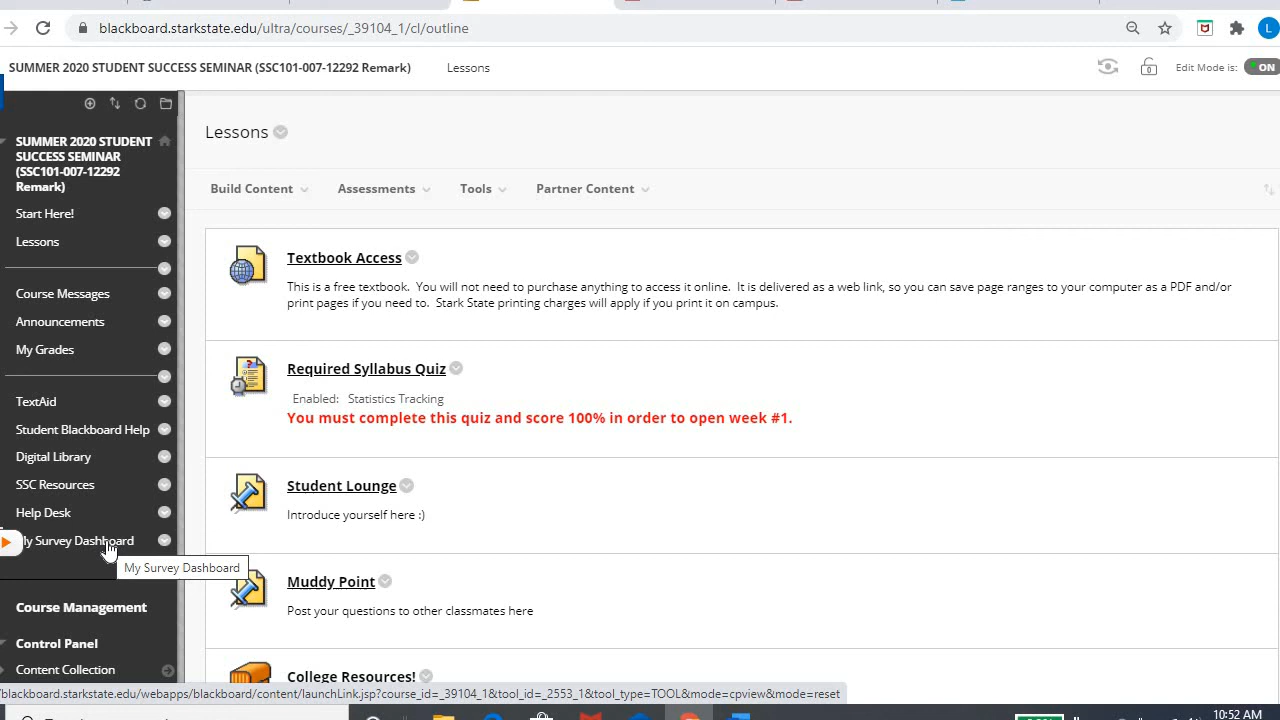 blackboard.starkstate.edu/ultra/courses/_39104_1/cl/outline
L
SUMMER 2020 STUDENT SUCCESS SEMINAR (SSC101-007-12292 Remark)
Lessons
Edit Mode is:
ON
SUMMER 2020 STUDENT
SUCCESS SEMINAR
(SSC101-007-12292
Remark)
Start Here!
Lessons
Course Messages
Announcements
My Grades
TextAid
Student Blackboard Help
Digital Library
SSC Resources
Help Desk
y Survey Dashboard
My Survey Dashboard
Course Management
Control Panel
Content Collection
Lessons
Build Content
Assessments
Tools
Partner Content
Textbook Access
This is a free textbook. You will not need to purchase anything to access it online. It is delivered as a web link, so you can save page ranges to your computer as a PDF and/or
print pages if you need to. Stark State printing charges will apply if you print it on campus.
Required Syllabus Quiz
Enabled: Statistics Tracking
You must complete this quiz and score 100% in order to open week #1.
Student Lounge
Introduce yourself here :)
Muddy Point
Post your questions to other classmates here
College Resources!
/blackboard.starkstate.edu/webapps/blackboard/content/launchLink.jsp?course_id=_39104_1&tool_id=_2553_1&tool_type=TOOL&mode=cpview&mode=reset
10:52 AM